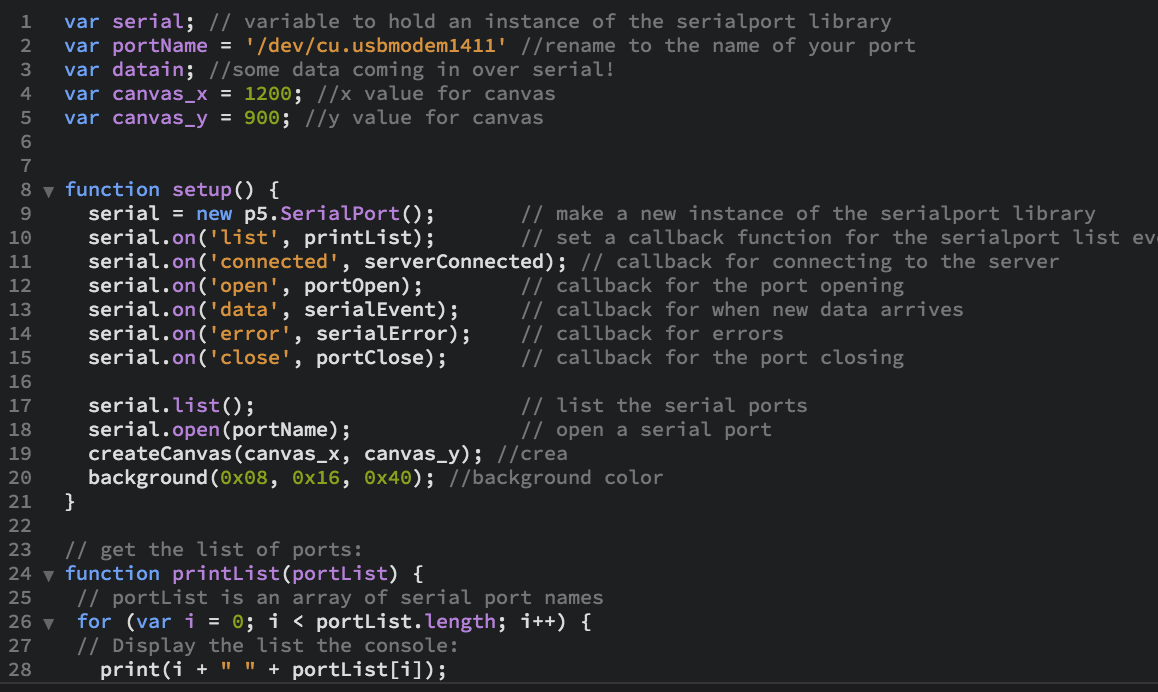 1 var serial; // variable to hold an instance of the serialport library
2 var portName = '/dev/cu.usbmodem1411' //rename to the name of your port
3 var datain; //some data coming in over serial!
4 var canvas_x = 1200; //x value for canvas
5 var canvas_y = 900; //y value for canvas
6
7
8 function setup() {
9 serial = new p5.SerialPort(); // make a new instance of the serialport library
10 serial.on('list', printList); // set a callback function for the serialport list eve
11 serial.on('connected', serverConnected); // callback for connecting to the server
12 serial.on('open', portOpen); // callback for the port opening
13 serial.on('data', serialEvent); // callback for when new data arrives
14 serial.on('error', serialError); // callback for errors
15 serial.on('close', portClose); // callback for the port closing
16
17 serial.list(); // list the serial ports
18 serial.open(portName); // open a serial port
19 createCanvas(canvas_x, canvas_y); //crea
20 background(0x08, 0x16, 0x40); //background color
21 }
22
23 // get the list of ports:
24 function printList(portList) {
25 // portList is an array of serial port names
26 for (var i = 0; i < portList.length; i++) {
27 // Display the list the console:
28 print(i + " " + portList[i]);